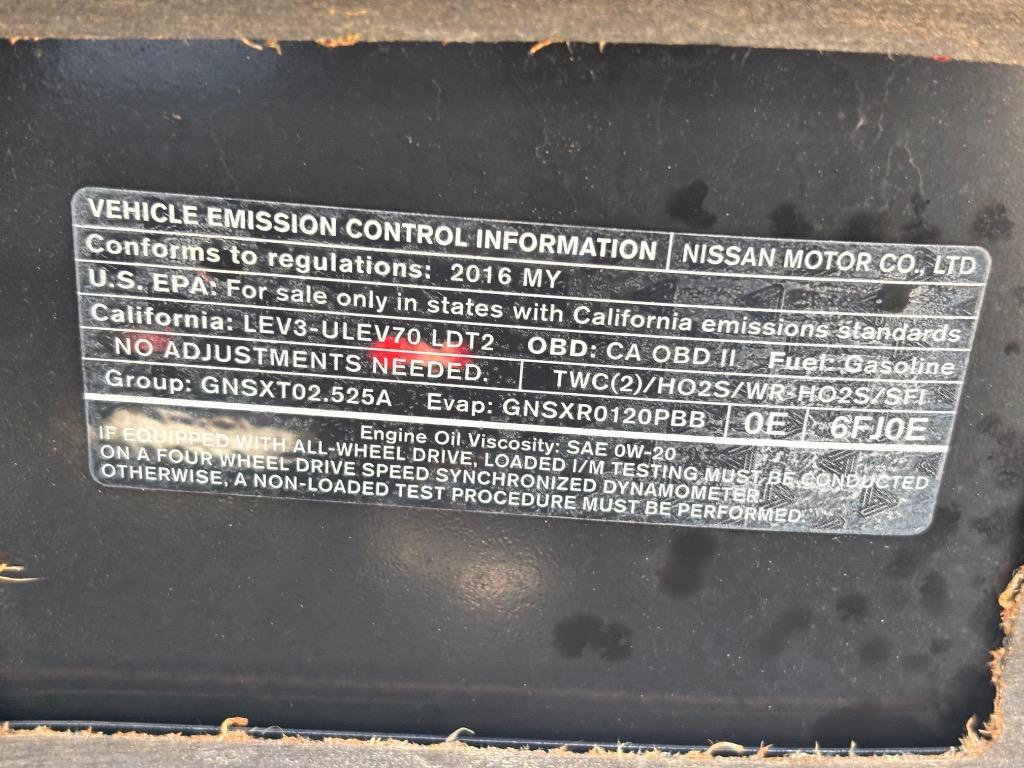 VEHICLE EMISSION CONTROL INFORMATION | NISSAN MOTOR CO., LTD
Conforms to regulations: 2016 MY
U.S. EPA: For sale only in states with California emissions standards
California: LEV3-ULEV70 LDT2 OBD: CA OBD II Fuel: Gasoline
NO ADJUSTMENTS NEEDED. | TWC(2)/HO2S/WR-HO2S/SFI
Group: GNSXT02.525A Evap: GNSXR0120PBB | 0E | 6FJ0E
Engine Oil Viscosity: SAE 0W-20
IF EQUIPPED WITH ALL-WHEEL DRIVE, LOADED I/M TESTING MUST BE CONDUCTED
ON A FOUR WHEEL DRIVE SPEED SYNCHRONIZED DYNAMOMETER.
OTHERWISE, A NON-LOADED TEST PROCEDURE MUST BE PERFORMED.